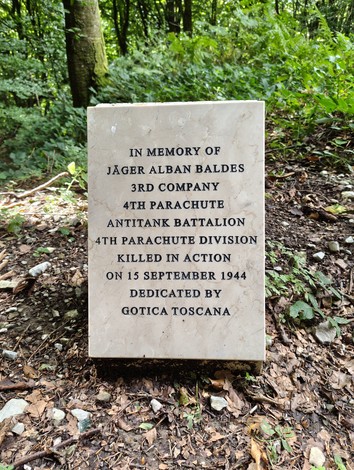 IN MEMORY OF
JÄGER ALBAN BALDES
3RD COMPANY
4TH PARACHUTE
ANTITANK BATTALION
4TH PARACHUTE DIVISION
KILLED IN ACTION
ON 15 SEPTEMBER 1944
DEDICATED BY
GOTICA TOSCANA